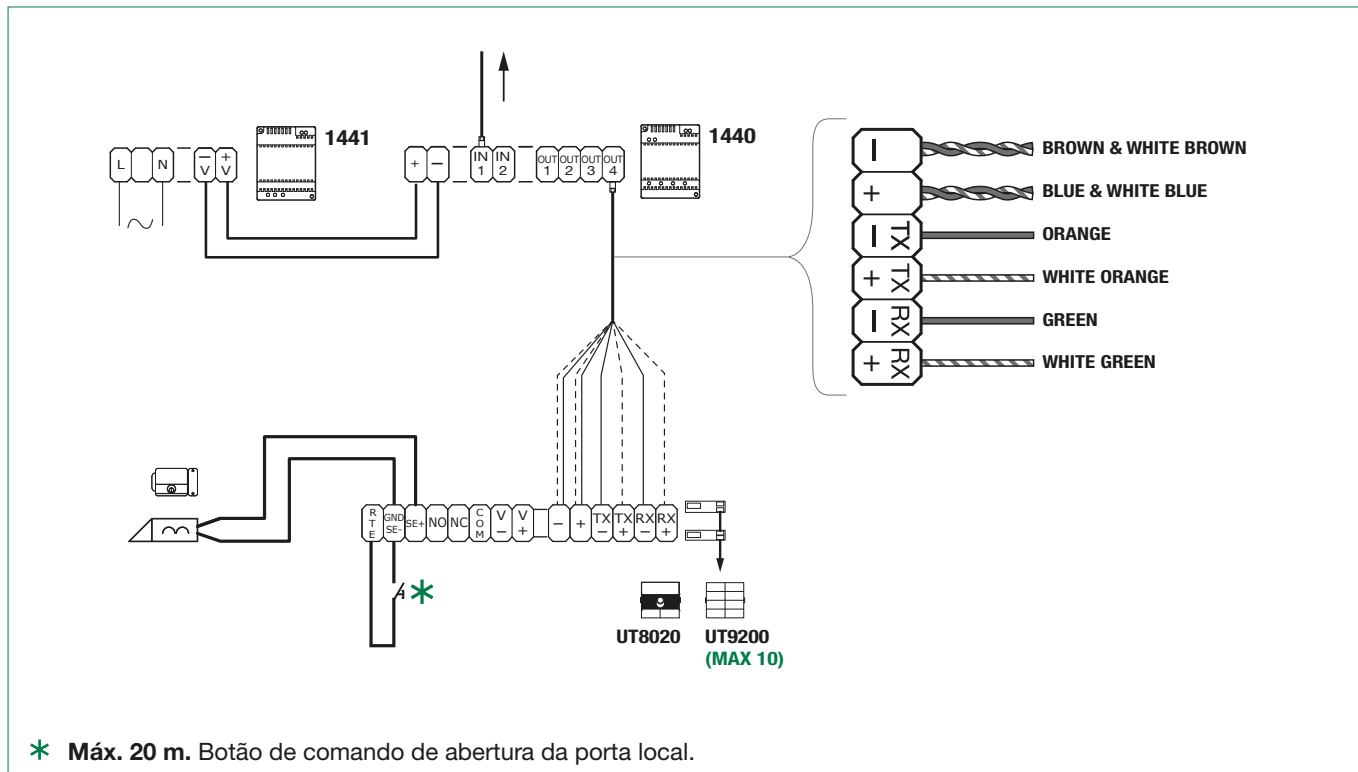 1441
1440
L N
− V
+ V
+ −
IN 1
IN 2
OUT 1
OUT 2
OUT 3
OUT 4
− BROWN & WHITE BROWN
+ BLUE & WHITE BLUE
− TX ORANGE
+ TX WHITE ORANGE
− RX GREEN
+ RX WHITE GREEN
RTE
GND SE-
SE+
NO
NC
COM
V −
V +
−
+
TX −
TX +
RX −
RX +
*
UT8020
UT9200
(MAX 10)
* Máx. 20 m. Botão de comando de abertura da porta local.